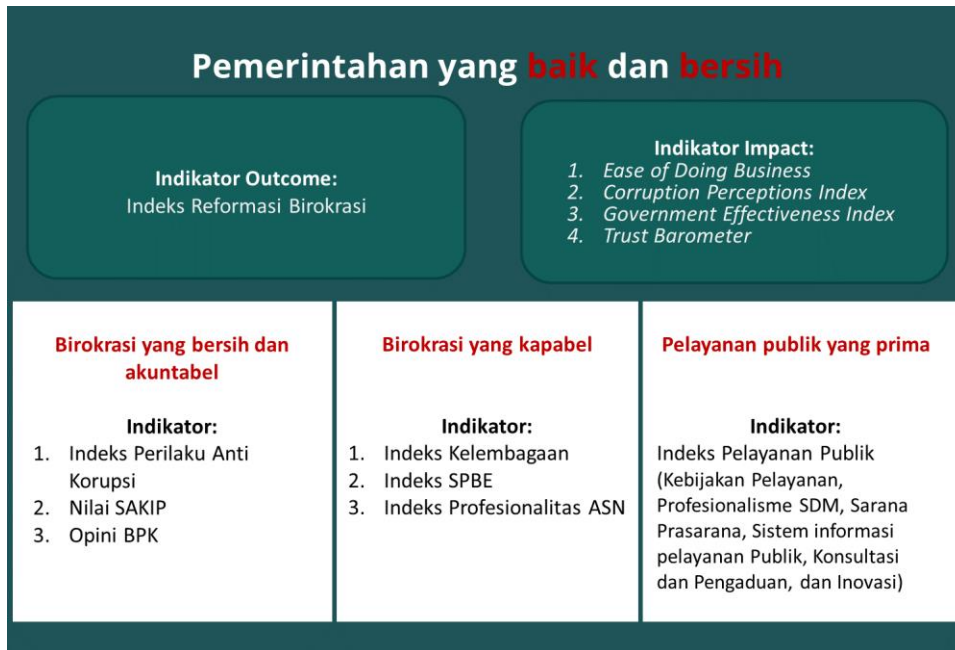 Pemerintahan yang baik dan bersih
Indikator Outcome:
Indeks Reformasi Birokrasi
Indikator Impact:
1. Ease of Doing Business
2. Corruption Perceptions Index
3. Government Effectiveness Index
4. Trust Barometer
Birokrasi yang bersih dan
akuntabel
Indikator:
1. Indeks Perilaku Anti
Korupsi
2. Nilai SAKIP
3. Opini BPK
Birokrasi yang kapabel
Indikator:
1. Indeks Kelembagaan
2. Indeks SPBE
3. Indeks Profesionalitas ASN
Pelayanan publik yang prima
Indikator:
Indeks Pelayanan Publik
(Kebijakan Pelayanan,
Profesionalisme SDM, Sarana
Prasarana, Sistem informasi
pelayanan Publik, Konsultasi
dan Pengaduan, dan Inovasi)